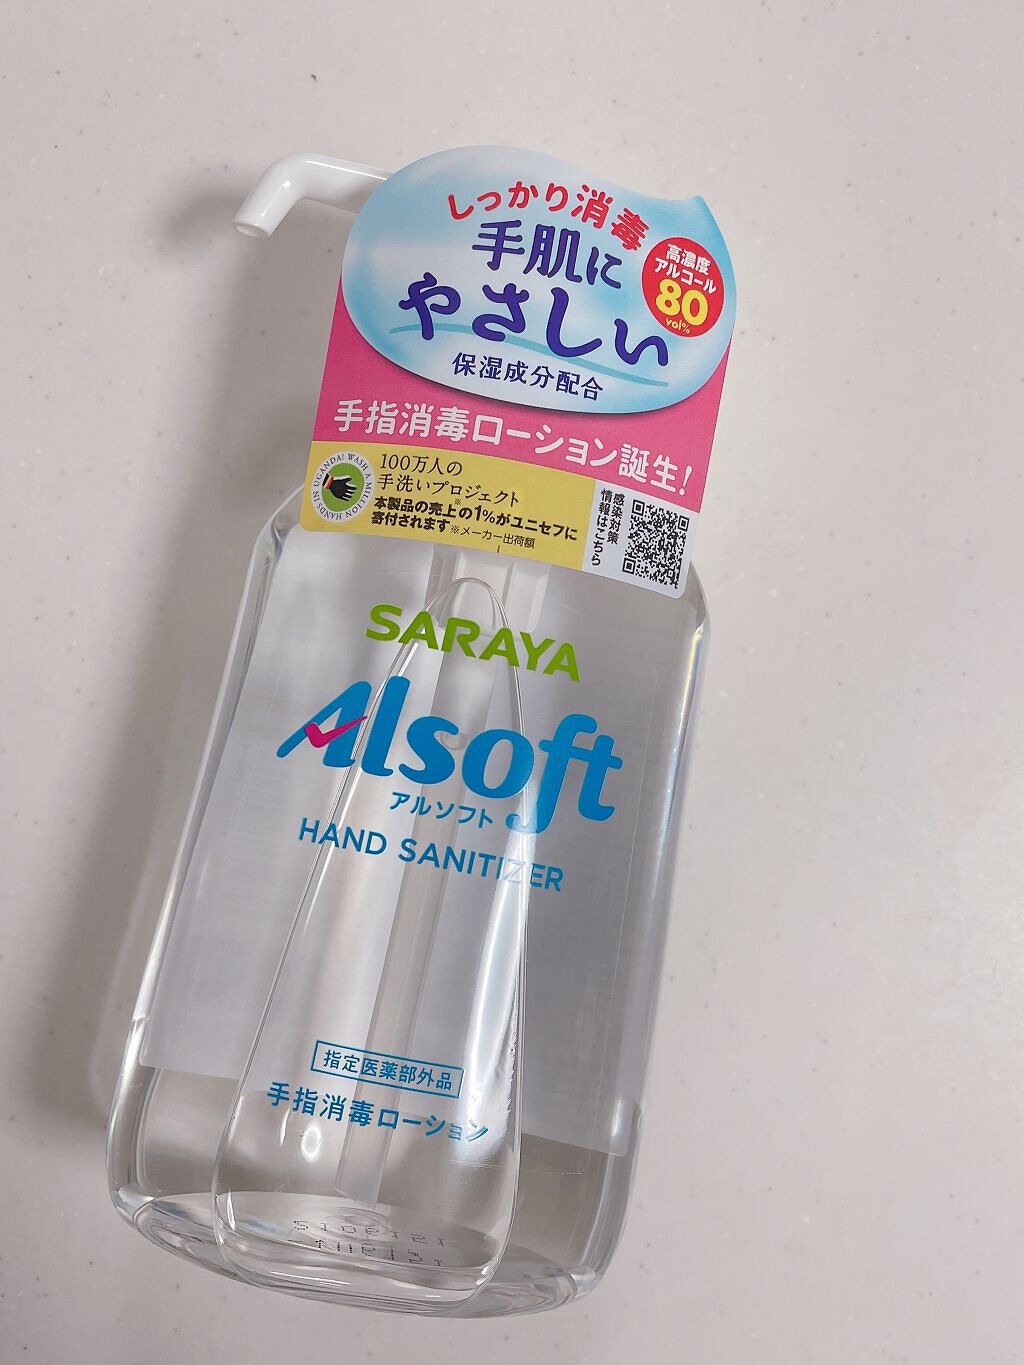 しっかり消毒
手肌に
やさしい
保湿成分配合
高濃度
アルコール
80
vol%
手指消毒ローション誕生!
WASH A MILLION HANDS IN UGANDA!
100万人の
手洗いプロジェクト
本製品の売上の※1%がユニセフに
寄付されます ※メーカー出荷額
感染対策
情報はこちら
SARAYA
Alsoft
アルソフト
HAND SANITIZER
指定医薬部外品
手指消毒ローション